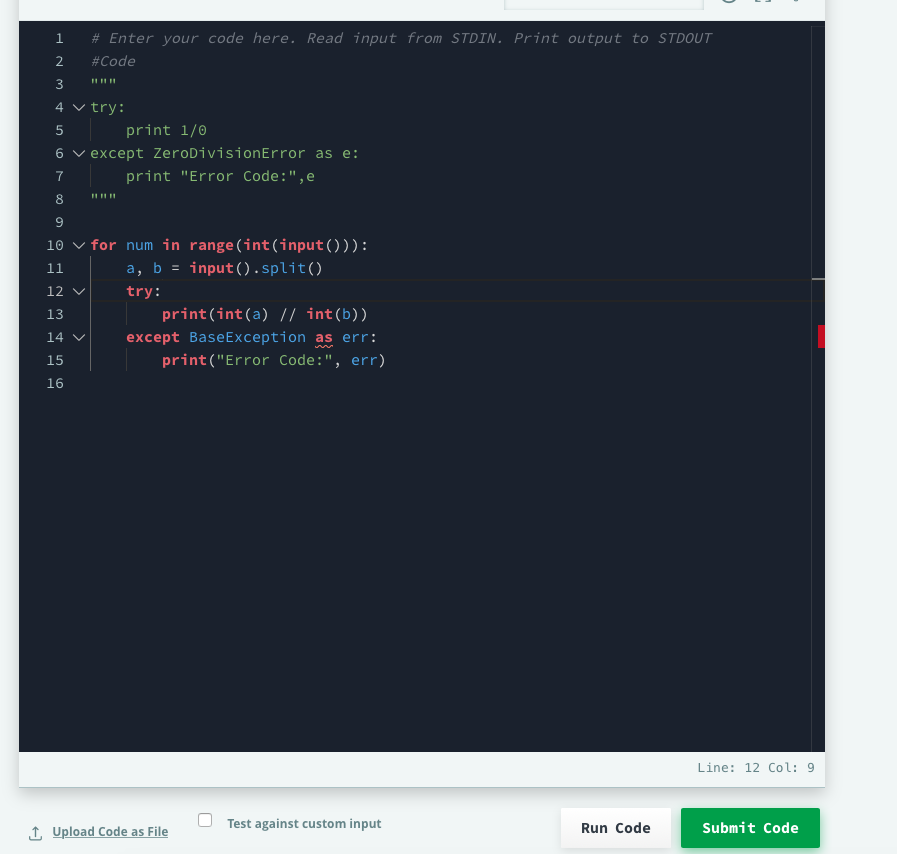 1 # Enter your code here. Read input from STDIN. Print output to STDOUT
2 #Code
3 """
4 try:
5     print 1/0
6 except ZeroDivisionError as e:
7     print "Error Code:",e
8 """
9
10 for num in range(int(input())):
11     a, b = input().split()
12     try:
13         print(int(a) // int(b))
14     except BaseException as err:
15         print("Error Code:", err)
16
Line: 12 Col: 9
Upload Code as File
Test against custom input
Run Code
Submit Code